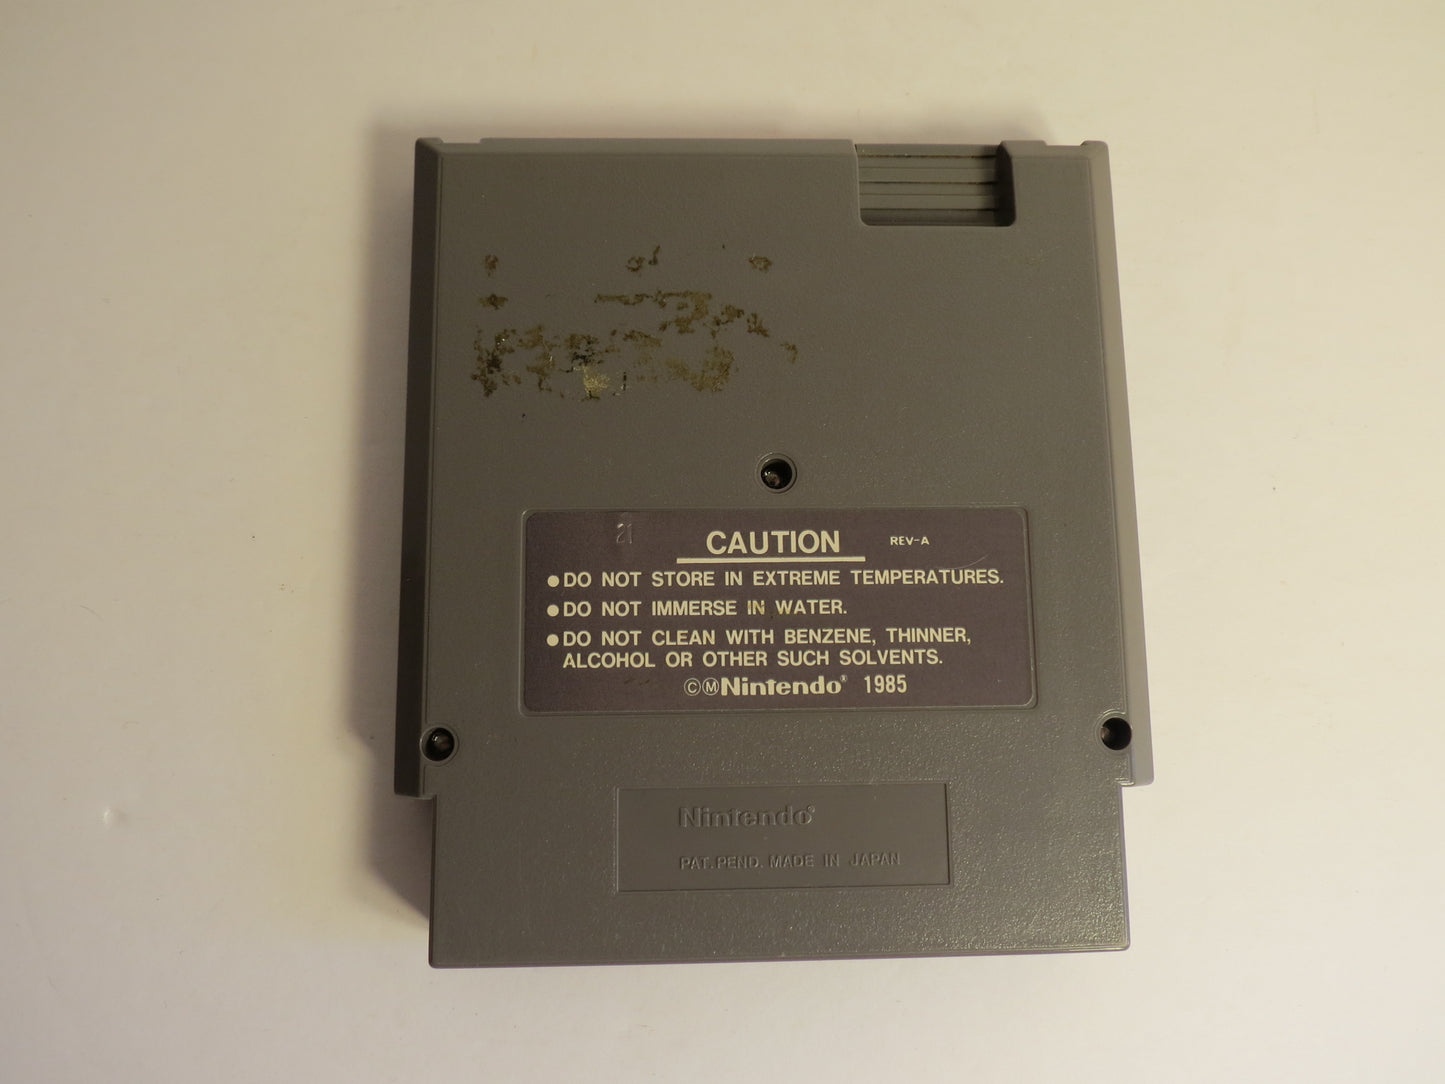 21
CAUTION REV-A
●DO NOT STORE IN EXTREME TEMPERATURES.
●DO NOT IMMERSE IN WATER.
●DO NOT CLEAN WITH BENZENE, THINNER,
ALCOHOL OR OTHER SUCH SOLVENTS.
©Ⓜ Nintendo® 1985
Nintendo®
PAT. PEND. MADE IN JAPAN